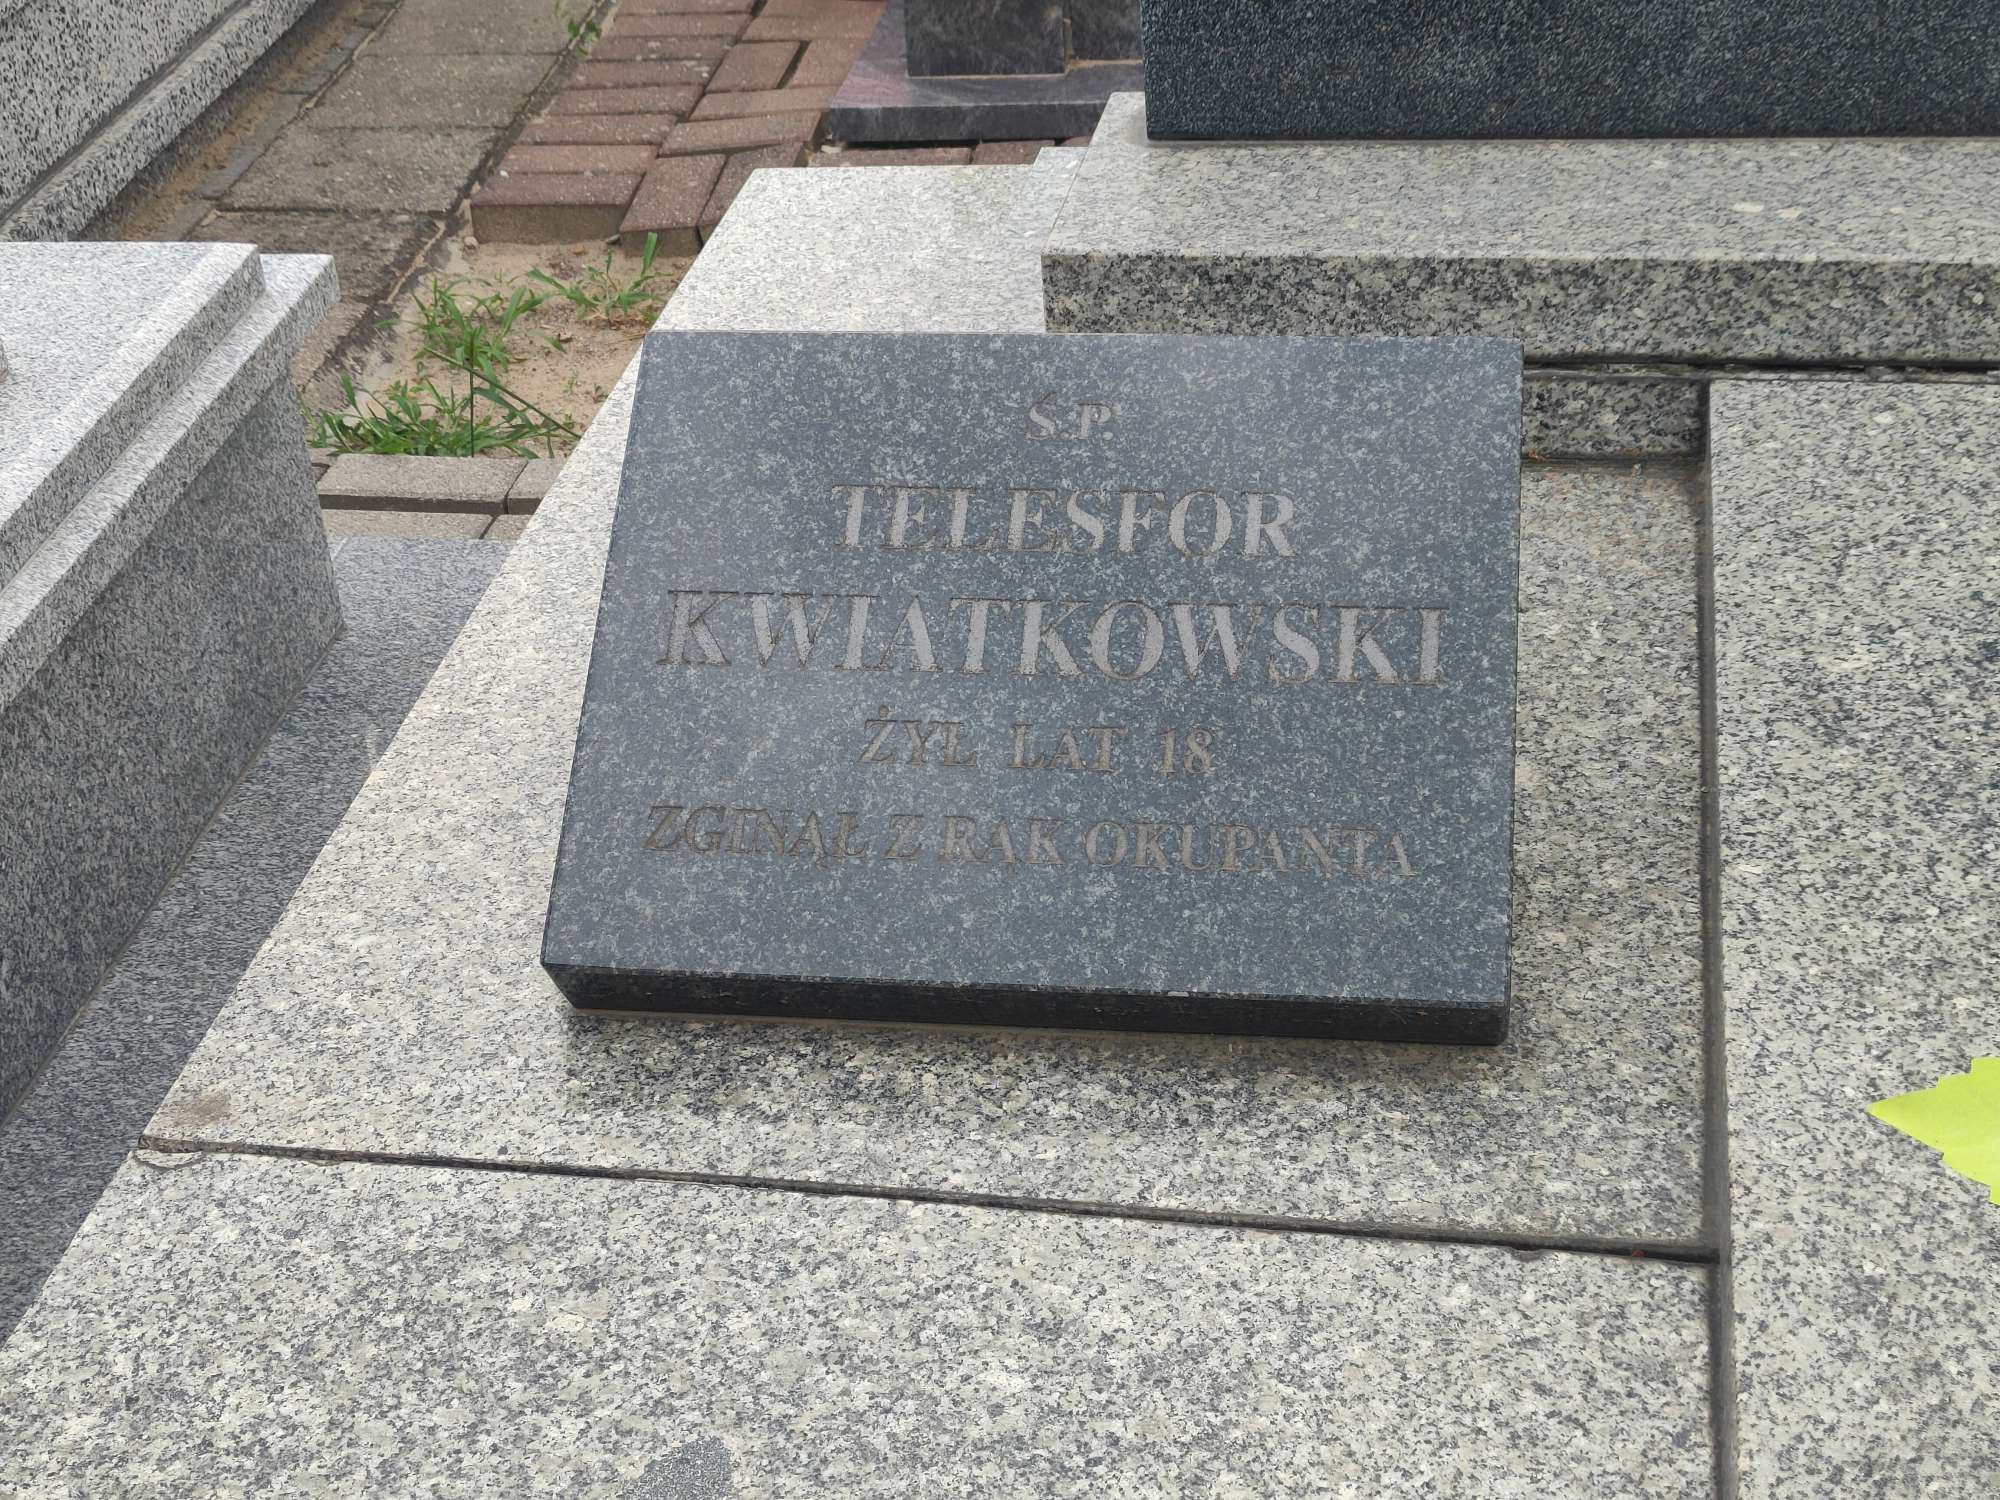 Ś.P.
TELESFOR
KWIATKOWSKI
ŻYŁ LAT 18
ZGINĄŁ Z RĄK OKUPANTA